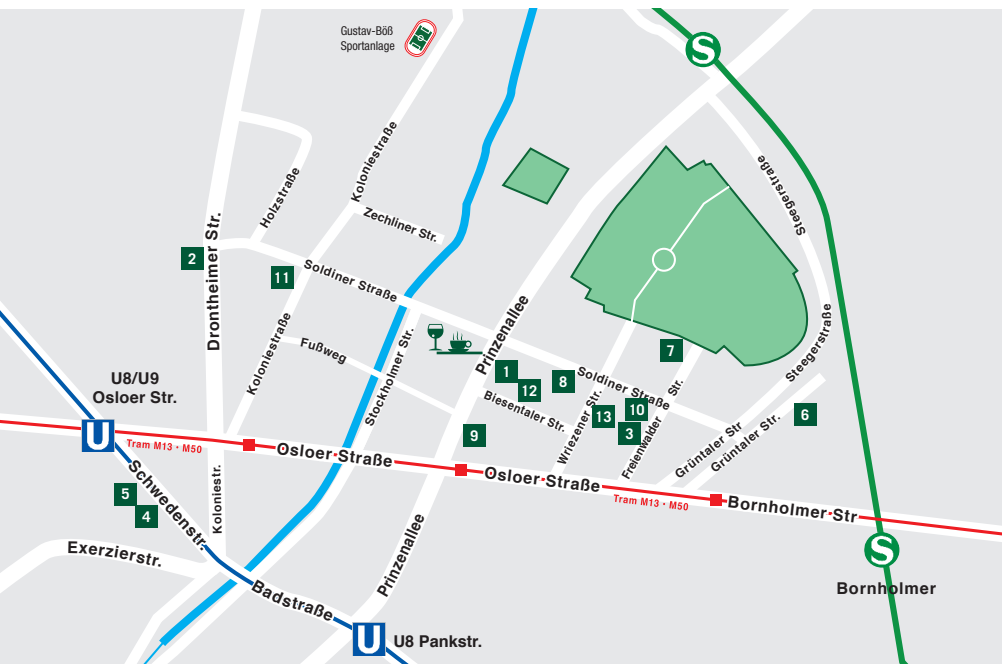 Gustav-Böß
Sportanlage
S
Koloniestraße
Holzstraße
Steegerstraße
Zechliner Str.
Drontheimer Str.
2
11
Soldiner Straße
Prinzenallee
Koloniestraße
Fußweg
Stockholmer Str.
Steegerstraße
7
1
12
8
Soldiner Straße
U8/U9
Osloer Str.
Biesentaler Str.
Wriezener Str.
13
10
3
Freienwalder Str.
6
Grüntaler Str
Grüntaler Str.
9
U
Tram M13 • M50
Osloer Straße
Osloer Straße
Tram M13 • M50
Bornholmer Str
Schwedenstr.
5
4
Koloniestr.
Exerzierstr.
Prinzenallee
S
Bornholmer
Badstraße
U
U8 Pankstr.